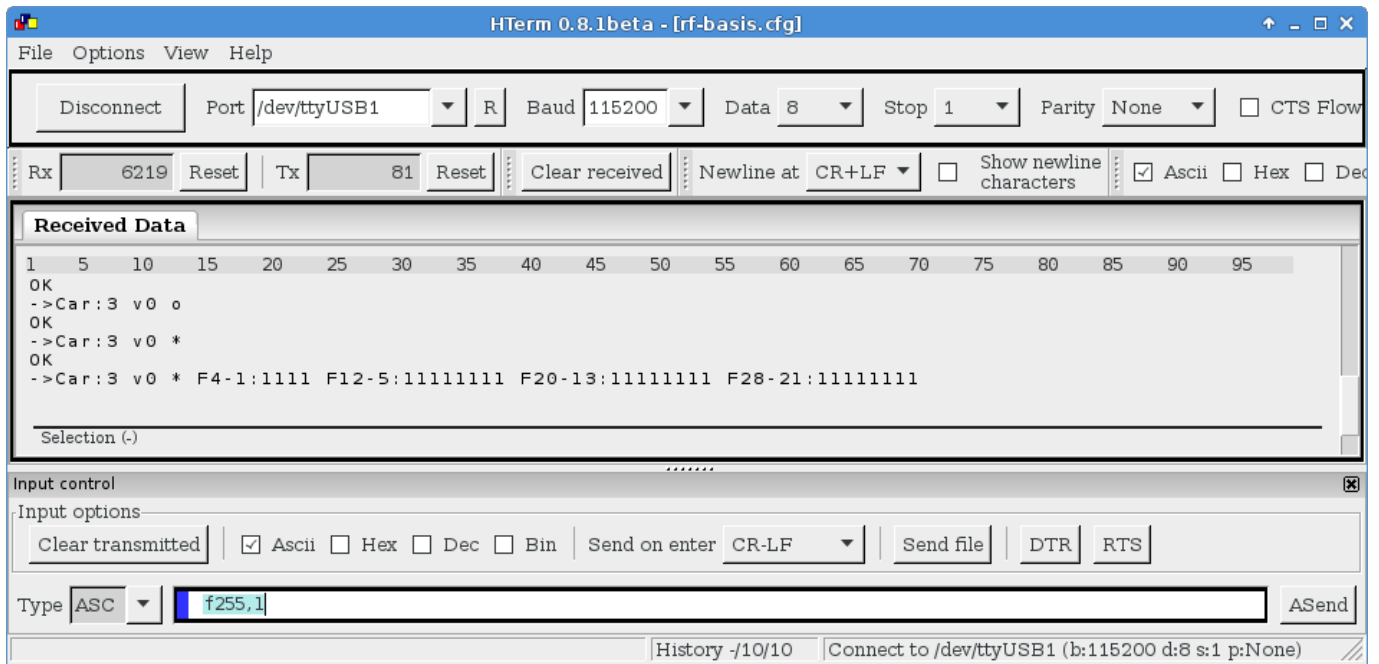 HTerm 0.8.1beta - [rf-basis.cfg]
File Options View Help
Disconnect Port /dev/ttyUSB1 R Baud 115200 Data 8 Stop 1 Parity None CTS Flow
Rx 6219 Reset Tx 81 Reset Clear received Newline at CR+LF Show newline characters Ascii Hex Dec
Received Data
1 5 10 15 20 25 30 35 40 45 50 55 60 65 70 75 80 85 90 95
OK
->Car:3 v0 o
OK
->Car:3 v0 *
OK
->Car:3 v0 * F4-1:1111 F12-5:11111111 F20-13:11111111 F28-21:11111111
Selection (-)
Input control
Input options
Clear transmitted Ascii Hex Dec Bin Send on enter CR-LF Send file DTR RTS
Type ASC f255,1 ASend
History -/10/10 Connect to /dev/ttyUSB1 (b:115200 d:8 s:1 p:None)